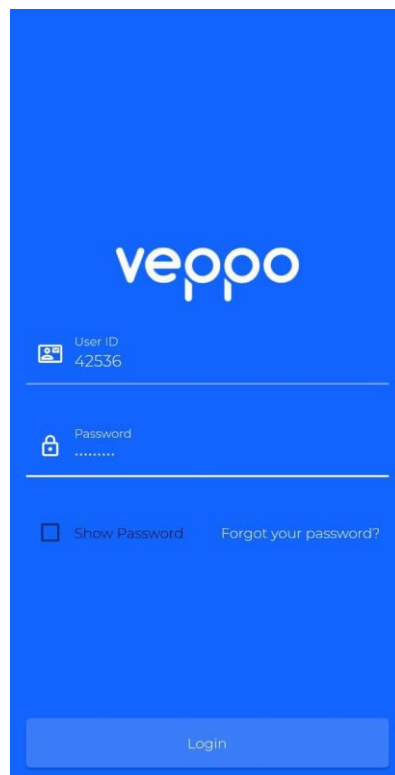 veppo
User ID
42536
Password
.........
Show Password Forgot your password?
Login